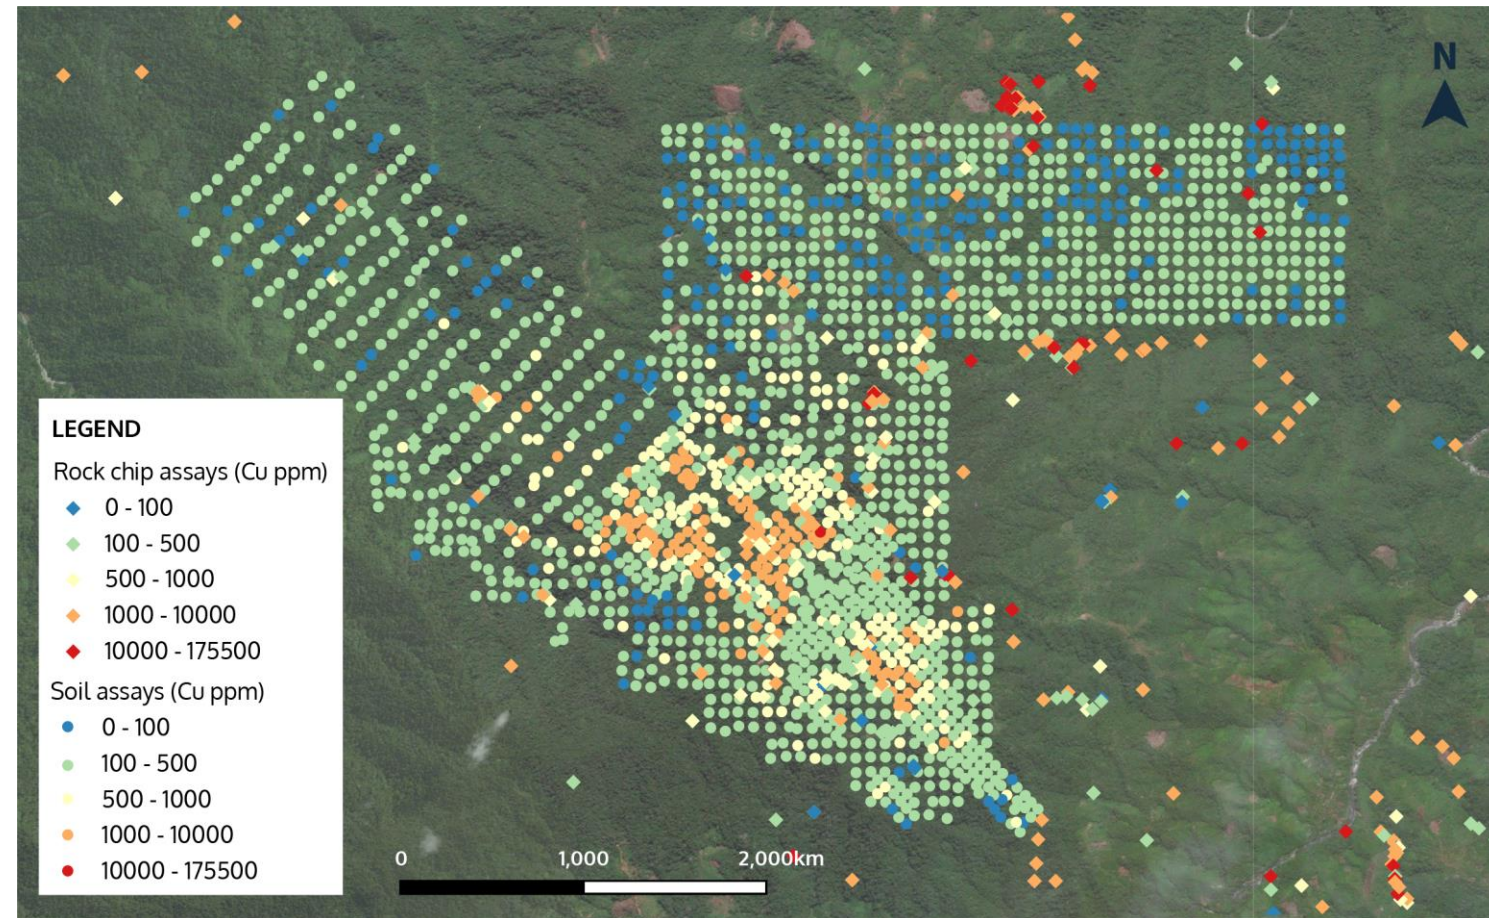 N
LEGEND
Rock chip assays (Cu ppm)
0 - 100
100 - 500
500 - 1000
1000 - 10000
10000 - 175500
Soil assays (Cu ppm)
0 - 100
100 - 500
500 - 1000
1000 - 10000
10000 - 175500
0 1,000 2,000km